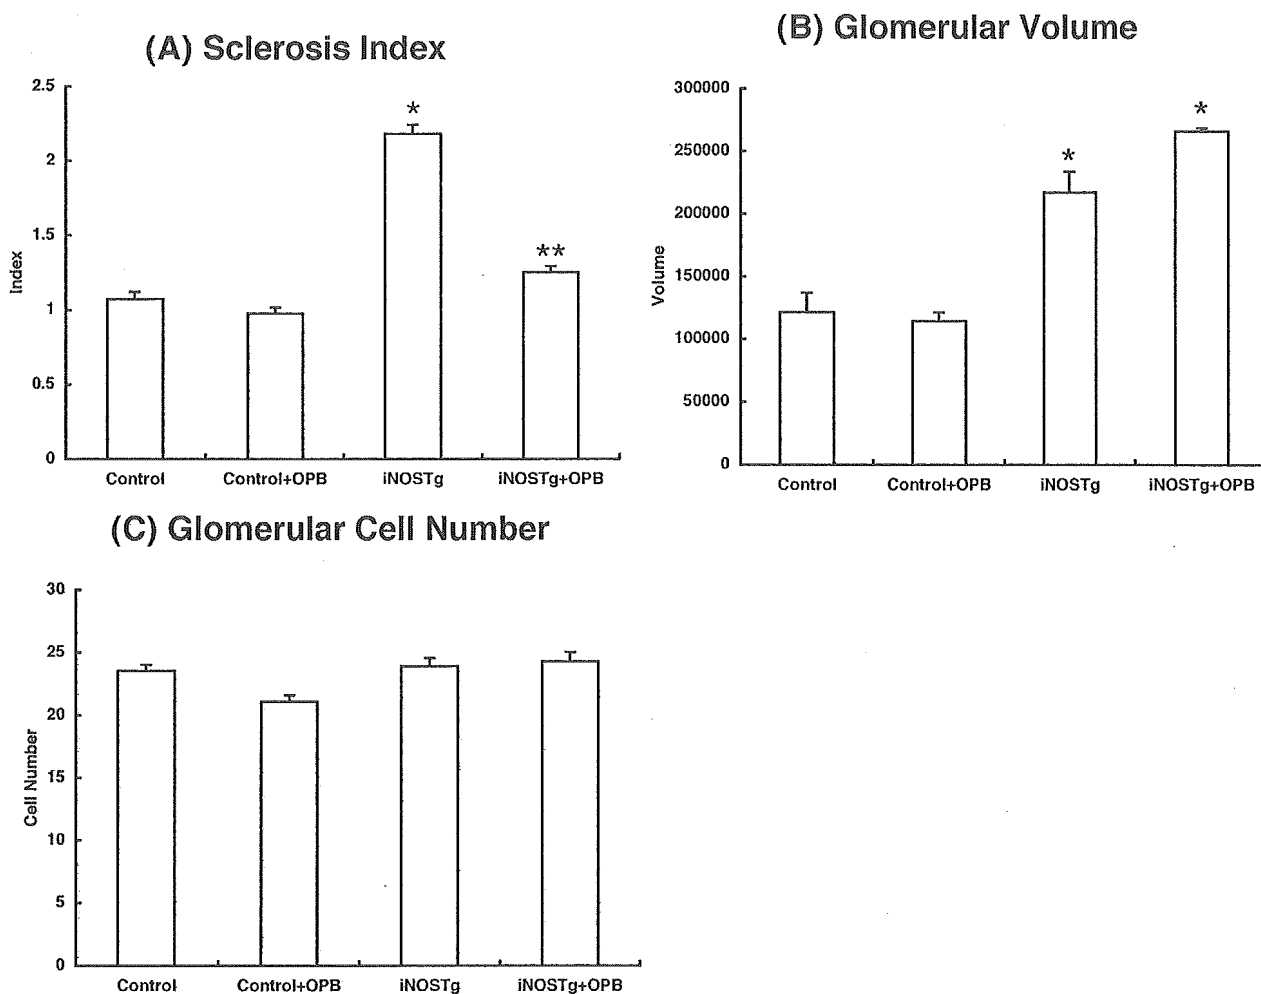 (A) Sclerosis Index
2.5
2
1.5
1
0.5
0
Index
*
**
Control Control+OPB iNOSTg iNOSTg+OPB
(B) Glomerular Volume
300000
250000
200000
150000
100000
50000
0
Volume
*
*
Control Control+OPB iNOSTg iNOSTg+OPB
(C) Glomerular Cell Number
30
25
20
15
10
5
0
Cell Number
Control Control+OPB iNOSTg iNOSTg+OPB